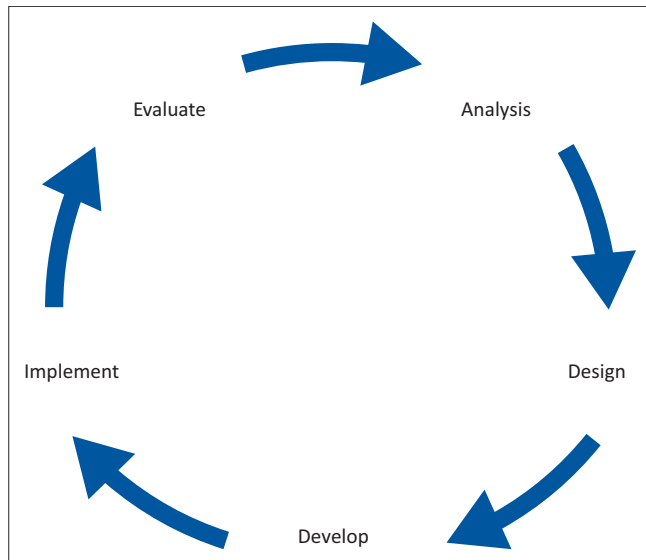 Evaluate
Analysis
Implement
Design
Develop